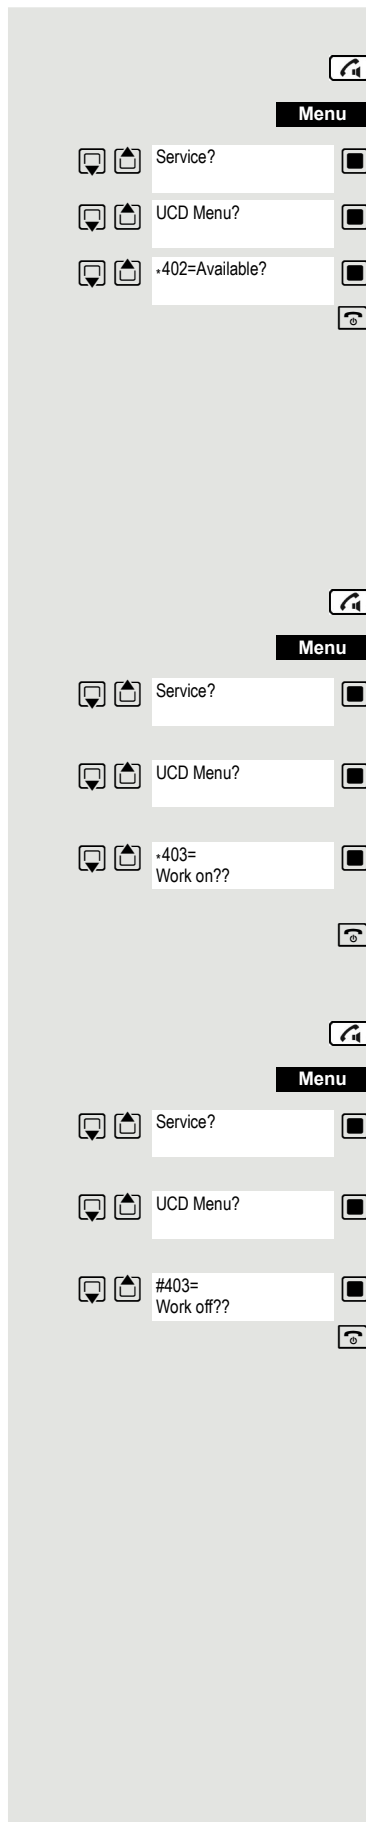 Menu
Service?
UCD Menu?
*402=Available?
Menu
Service?
UCD Menu?
*403=
Work on??
Menu
Service?
UCD Menu?
#403=
Work off??